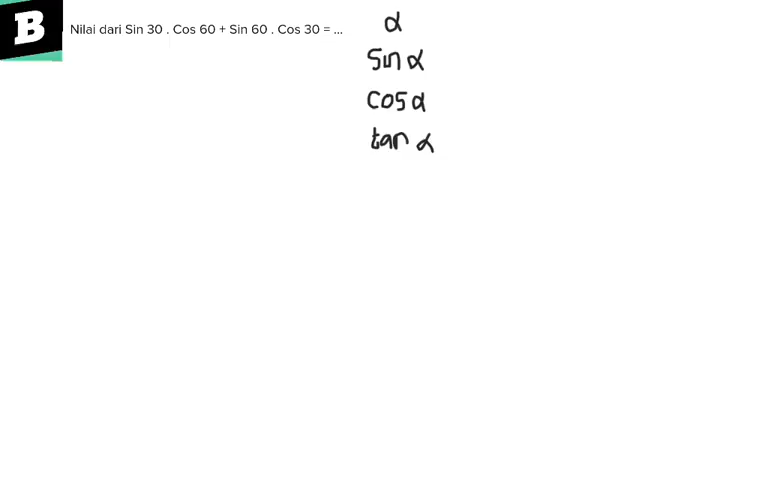 B
Nilai dari Sin 30 . Cos 60 + Sin 60 . Cos 30 = ...
α
Sin α
Cos α
tan α